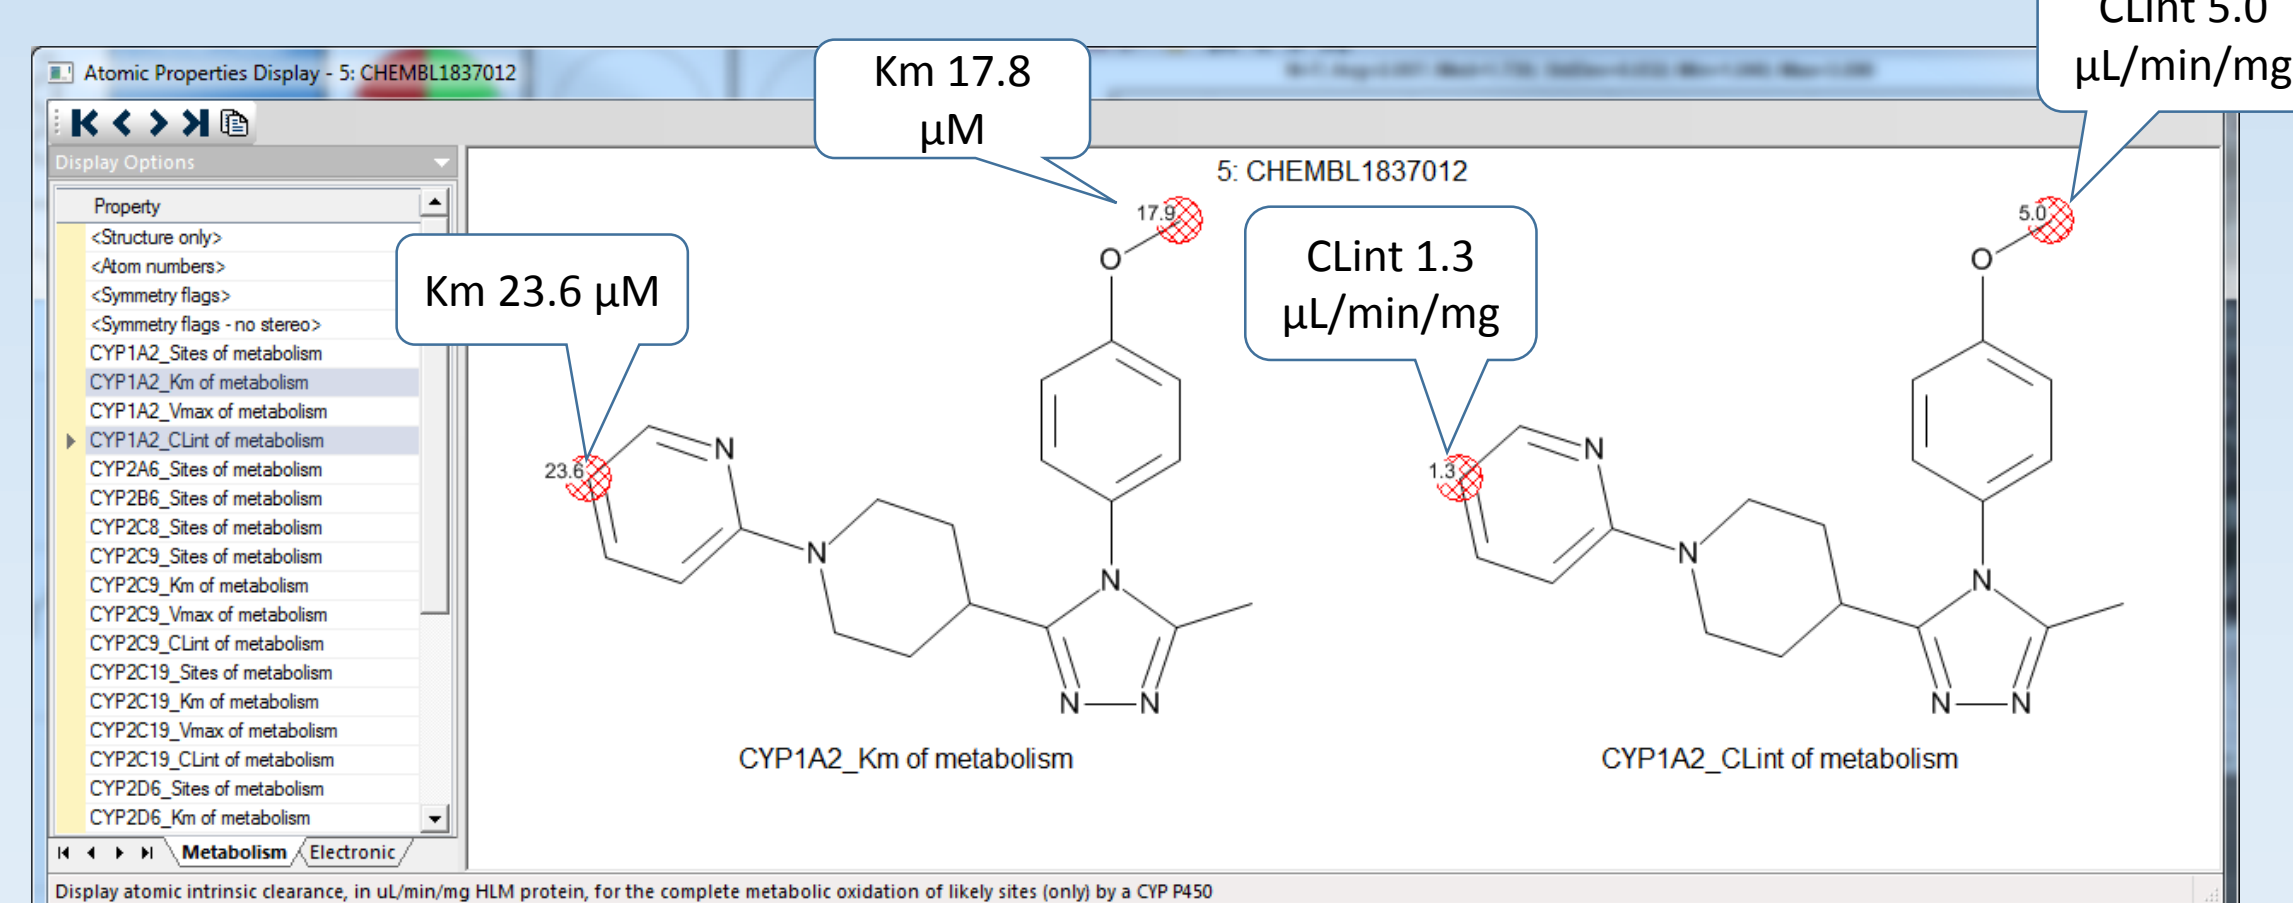 CLint 5.0
µL/min/mg
Km 17.8
µM
Atomic Properties Display - 5: CHEMBL1837012
Display Options
Property
<Structure only>
<Atom numbers>
<Symmetry flags>
<Symmetry flags - no stereo>
CYP1A2_Sites of metabolism
CYP1A2_Km of metabolism
CYP1A2_Vmax of metabolism
CYP1A2_CLint of metabolism
CYP2A6_Sites of metabolism
CYP2B6_Sites of metabolism
CYP2C8_Sites of metabolism
CYP2C9_Sites of metabolism
CYP2C9_Km of metabolism
CYP2C9_Vmax of metabolism
CYP2C9_CLint of metabolism
CYP2C19_Sites of metabolism
CYP2C19_Km of metabolism
CYP2C19_Vmax of metabolism
CYP2C19_CLint of metabolism
CYP2D6_Sites of metabolism
CYP2D6_Km of metabolism
Metabolism
Electronic
5: CHEMBL1837012
Km 23.6 µM
17.9
O
23.6
N
N
N
N
N
CYP1A2_Km of metabolism
CLint 1.3
µL/min/mg
5.0
O
1.3
N
N
N
N
N
CYP1A2_CLint of metabolism
Display atomic intrinsic clearance, in uL/min/mg HLM protein, for the complete metabolic oxidation of likely sites (only) by a CYP P450